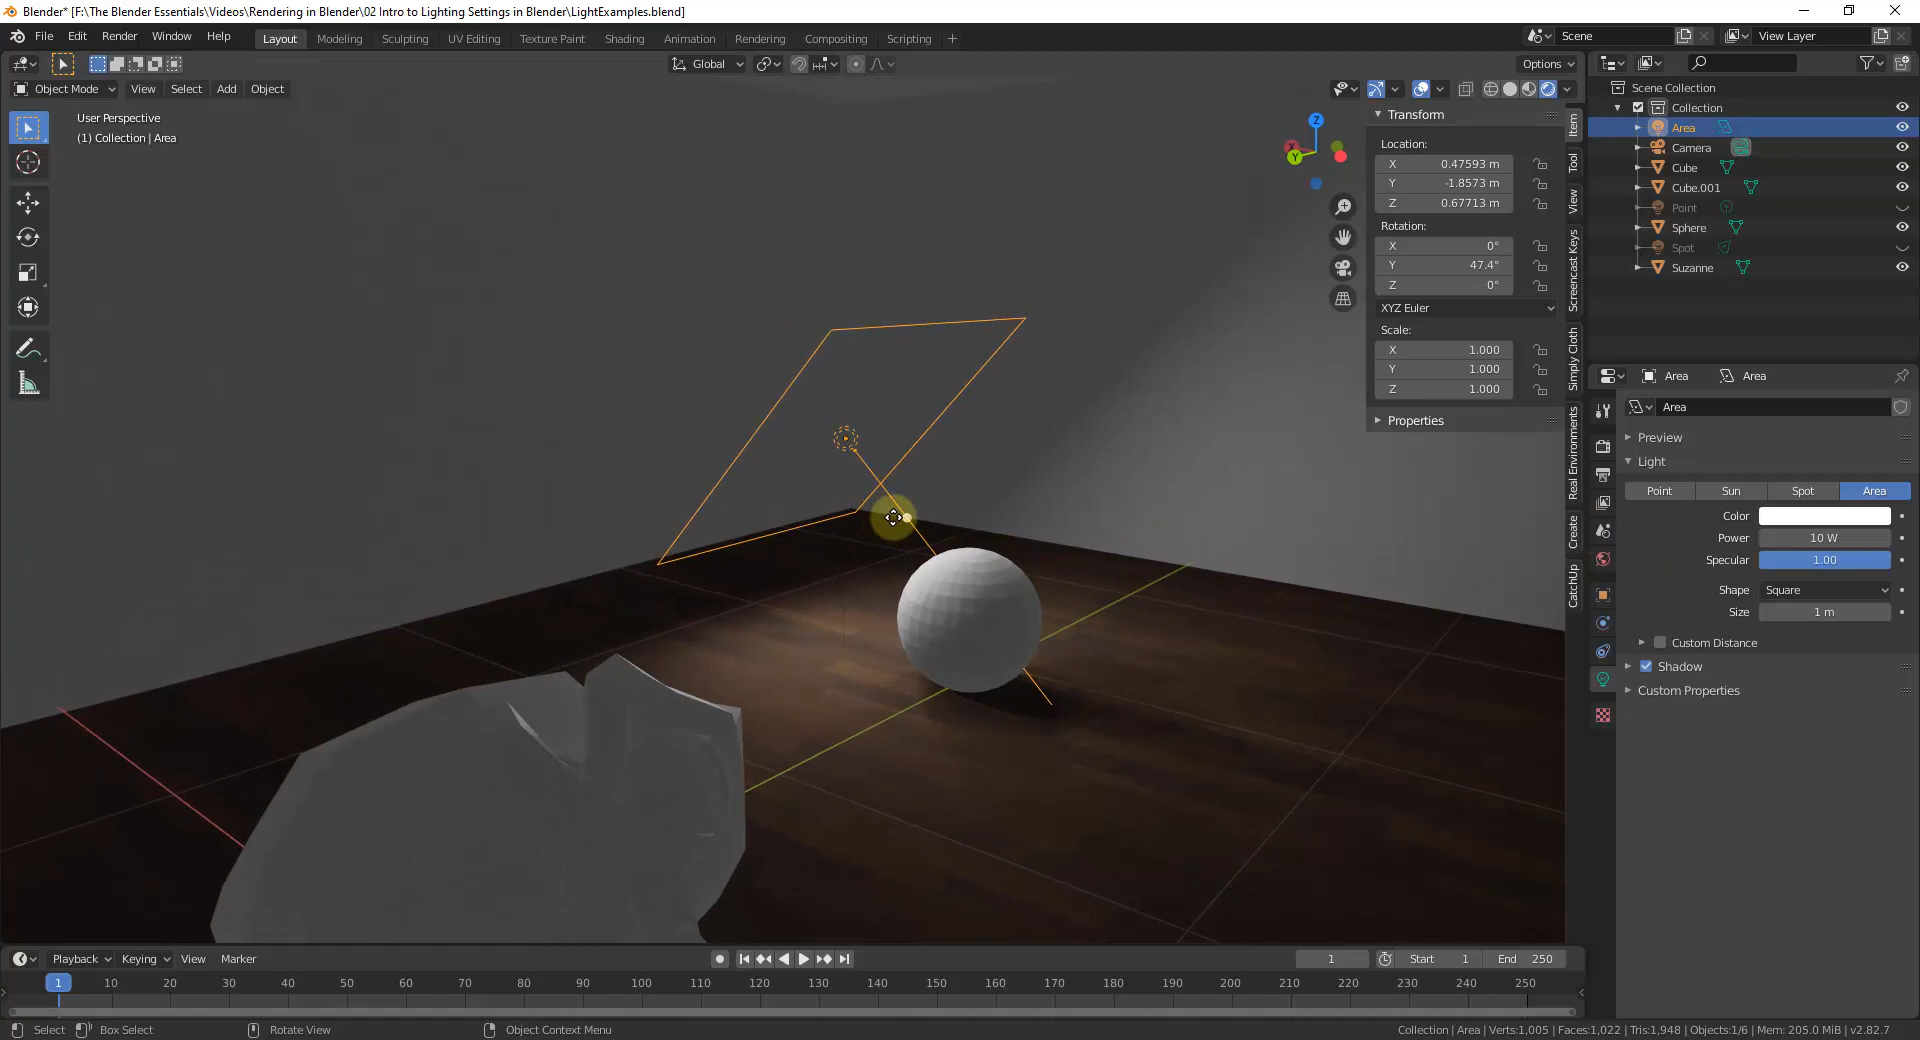 Blender* [F:\The Blender Essentials\Videos\Rendering in Blender\02 Intro to Lighting Settings in Blender\LightExamples.blend]
File Edit Render Window Help
Layout Modeling Sculpting UV Editing Texture Paint Shading Animation Rendering Compositing Scripting +
Scene
View Layer
Global
Options
Object Mode View Select Add Object
User Perspective
(1) Collection | Area
Z
X
Y
Transform
Location:
X 0.47593 m
Y -1.8573 m
Z 0.67713 m
Rotation:
X 0°
Y 47.4°
Z 0°
XYZ Euler
Scale:
X 1.000
Y 1.000
Z 1.000
Properties
Item
Tool
View
Screencast Keys
Simply Cloth
Real Environments
Create
CatchUp
Scene Collection
Collection
Area
Camera
Cube
Cube.001
Point
Sphere
Spot
Suzanne
Area Area
Area
Preview
Light
Point Sun Spot Area
Color
Power 10 W
Specular 1.00
Shape Square
Size 1 m
Custom Distance
Shadow
Custom Properties
Playback Keying View Marker
1
Start 1
End 250
1 10 20 30 40 50 60 70 80 90 100 110 120 130 140 150 160 170 180 190 200 210 220 230 240 250
Select Box Select Rotate View Object Context Menu
Collection | Area | Verts:1,005 | Faces:1,022 | Tris:1,948 | Objects:1/6 | Mem: 205.0 MiB | v2.82.7